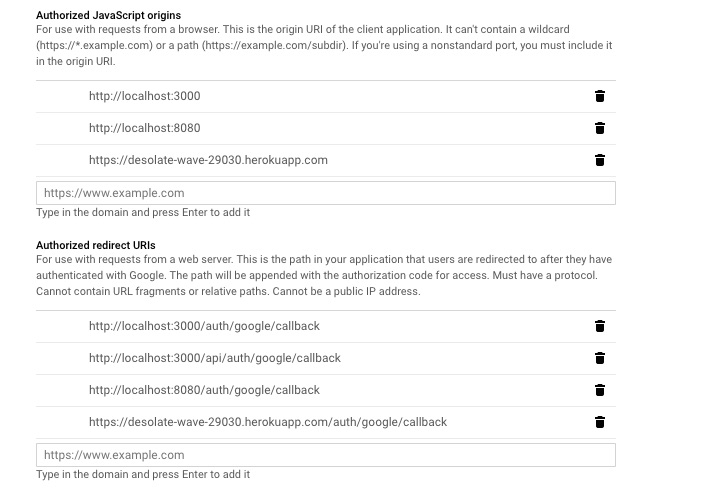 Authorized JavaScript origins
For use with requests from a browser. This is the origin URI of the client application. It can't contain a wildcard
(https://*.example.com) or a path (https://example.com/subdir). If you're using a nonstandard port, you must include it
in the origin URI.
http://localhost:3000
http://localhost:8080
https://desolate-wave-29030.herokuapp.com
https://www.example.com
Type in the domain and press Enter to add it
Authorized redirect URIs
For use with requests from a web server. This is the path in your application that users are redirected to after they have
authenticated with Google. The path will be appended with the authorization code for access. Must have a protocol.
Cannot contain URL fragments or relative paths. Cannot be a public IP address.
http://localhost:3000/auth/google/callback
http://localhost:3000/api/auth/google/callback
http://localhost:8080/auth/google/callback
https://desolate-wave-29030.herokuapp.com/auth/google/callback
https://www.example.com
Type in the domain and press Enter to add it